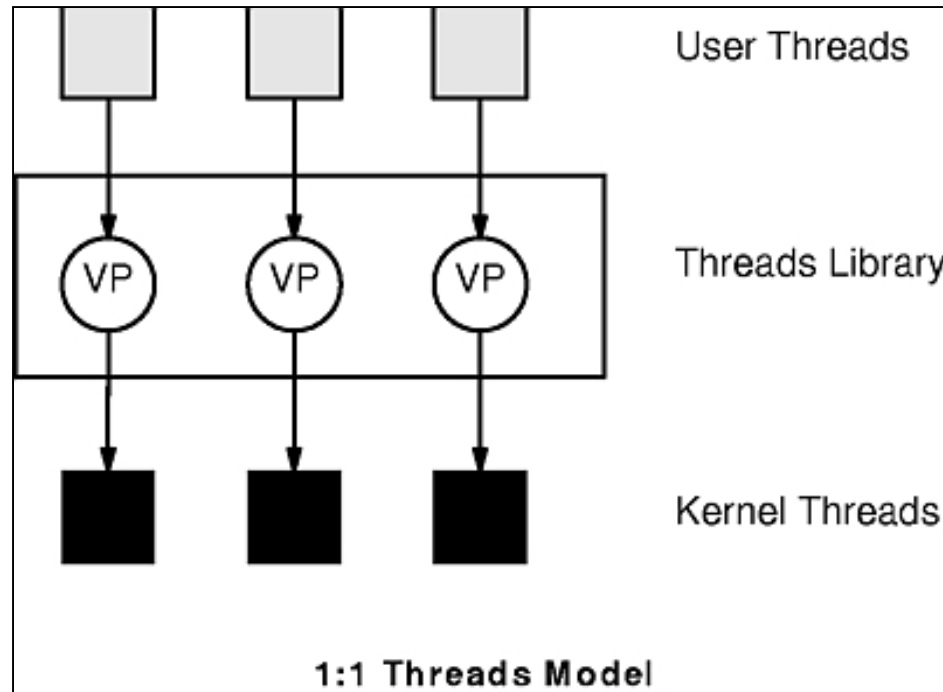 User Threads
VP VP VP
Threads Library
Kernel Threads
1:1 Threads Model